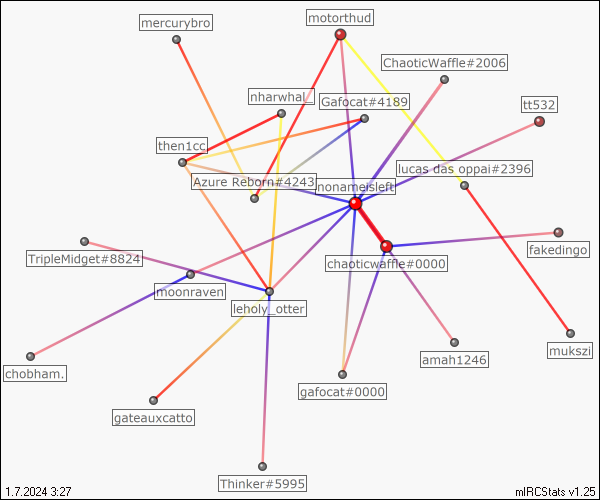 motorthud
mercurybro
ChaoticWaffle#2006
nharwhal_
Gafocat#4189
tt532
then1cc
lucas das oppai#2396
Azure Reborn#4243
nonameisleft
fakedingo
TripleMidget#8824
chaoticwaffle#0000
moonraven
leholy_otter
mukszi
amah1246
chobham.
gafocat#0000
gateauxcatto
Thinker#5995
1.7.2024 3:27
mIRCStats v1.25